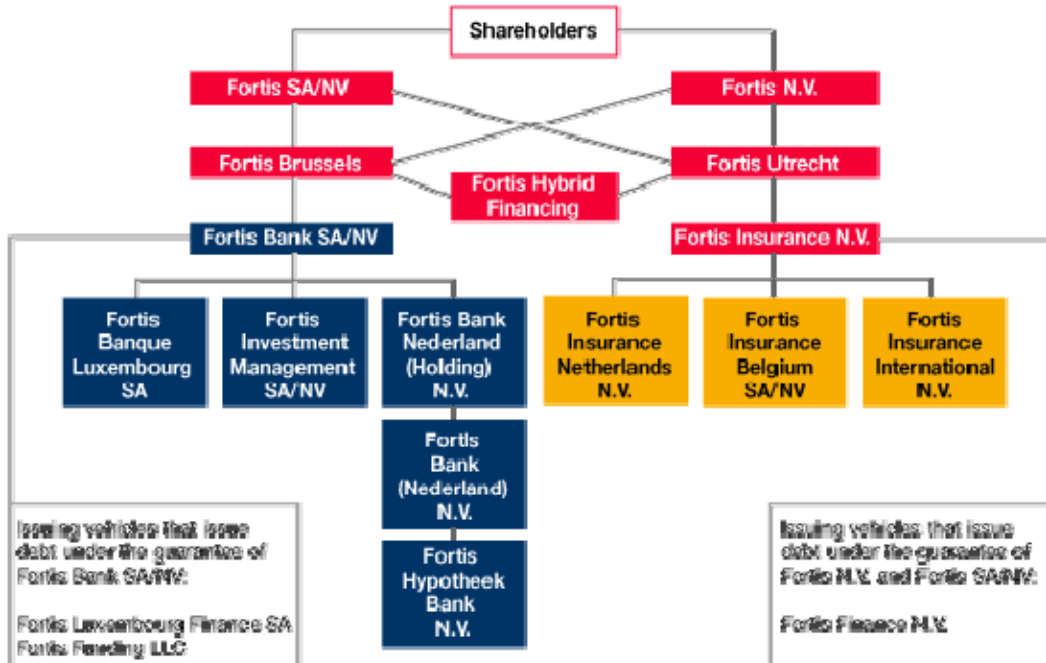 Shareholders
Fortis SA/NV
Fortis N.V.
Fortis Brussels
Fortis Utrecht
Fortis Hybrid
Financing
Fortis Bank SA/NV
Fortis Insurance N.V.
Fortis
Banque
Luxembourg
SA
Fortis
Investment
Management
SA/NV
Fortis Bank
Nederland
(Holding)
N.V.
Fortis
Insurance
Netherlands
N.V.
Fortis
Insurance
Belgium
SA/NV
Fortis
Insurance
International
N.V.
Fortis
Bank
(Nederland)
N.V.
Fortis
Hypotheek
Bank
N.V.
Issuing vehicles that issue
debt under the guarantee of
Fortis Bank SA/NV:
Fortis Luxembourg Finance SA
Fortis Funding LLC
Issuing vehicles that issue
debt under the guarantee of
Fortis N.V. and Fortis SA/NV:
Fortis Finance N.V.